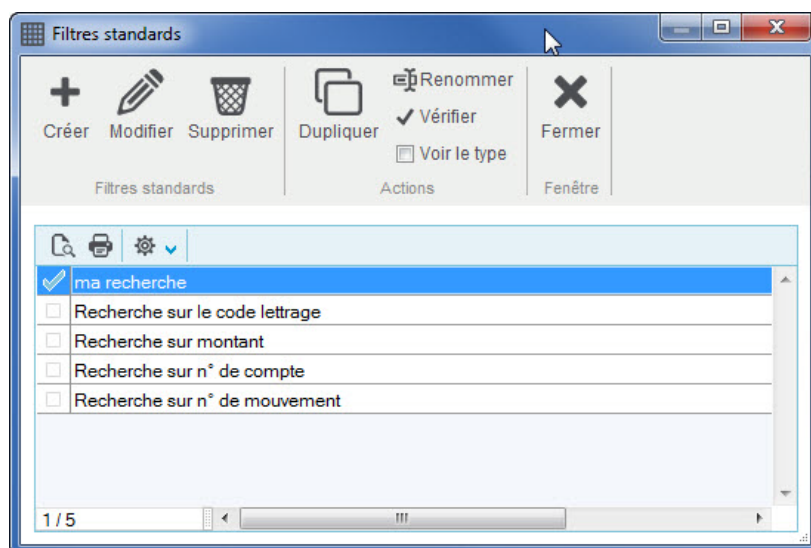 Filtres standards
Renommer
Créer Modifier Supprimer Dupliquer Vérifier Fermer
Voir le type
Filtres standards Actions Fenêtre
ma recherche
Recherche sur le code lettrage
Recherche sur montant
Recherche sur n° de compte
Recherche sur n° de mouvement
1 / 5